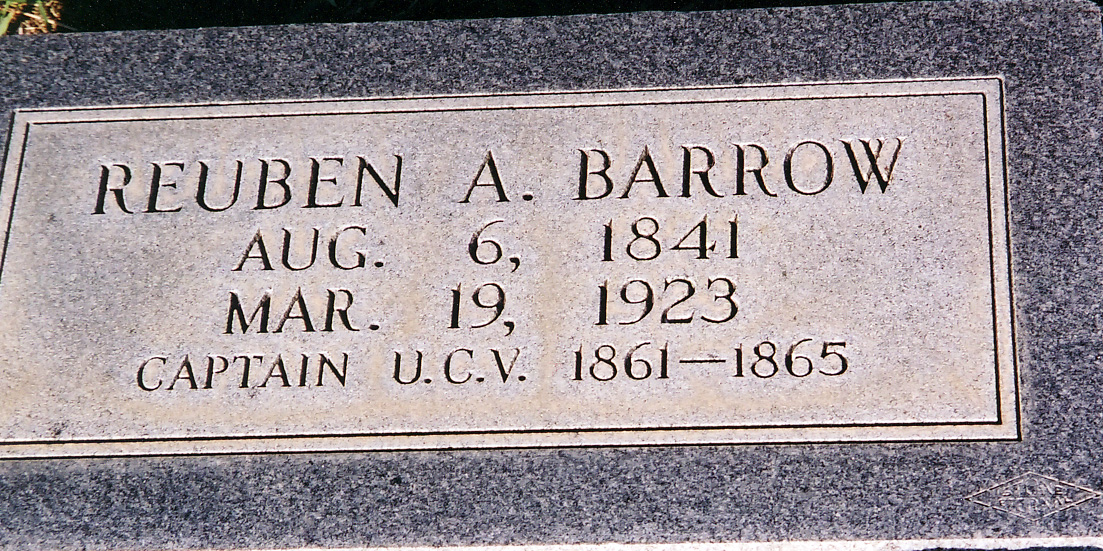 REUBEN A. BARROW
AUG. 6, 1841
MAR. 19, 1923
CAPTAIN U.C.V. 1861—1865